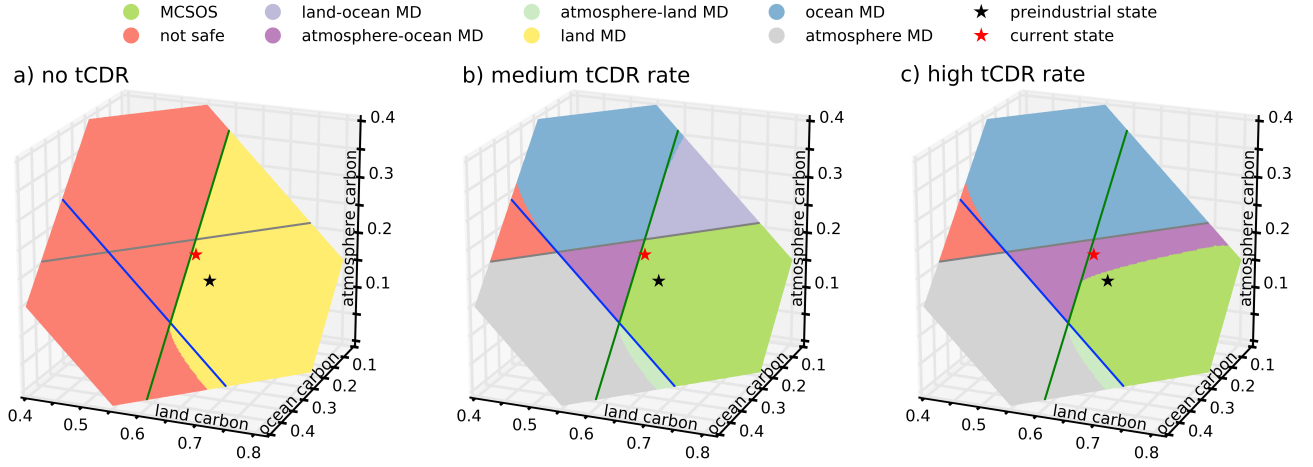 MCSOS land-ocean MD atmosphere-land MD ocean MD preindustrial state
not safe atmosphere-ocean MD land MD atmosphere MD current state
a) no tCDR
b) medium tCDR rate
c) high tCDR rate
0.4
0.3
0.2
0.1
atmosphere carbon
0.1
0.2
0.3
0.4
ocean carbon
0.4
0.5
0.6
0.7
0.8
land carbon
0.4
0.3
0.2
0.1
atmosphere carbon
0.1
0.2
0.3
0.4
ocean carbon
0.4
0.5
0.6
0.7
0.8
land carbon
0.4
0.3
0.2
0.1
atmosphere carbon
0.1
0.2
0.3
0.4
ocean carbon
0.4
0.5
0.6
0.7
0.8
land carbon